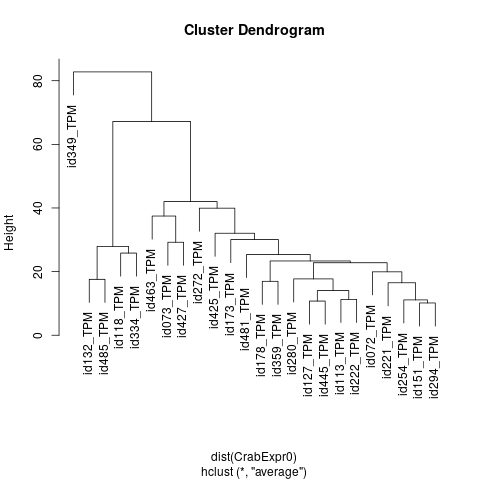 Cluster Dendrogram
Height
80
60
40
20
0
id349_TPM
id132_TPM
id485_TPM
id118_TPM
id334_TPM
id463_TPM
id073_TPM
id427_TPM
id272_TPM
id425_TPM
id173_TPM
id481_TPM
id178_TPM
id359_TPM
id280_TPM
id127_TPM
id445_TPM
id113_TPM
id222_TPM
id072_TPM
id221_TPM
id254_TPM
id151_TPM
id294_TPM
dist(CrabExpr0)
hclust (*, "average")